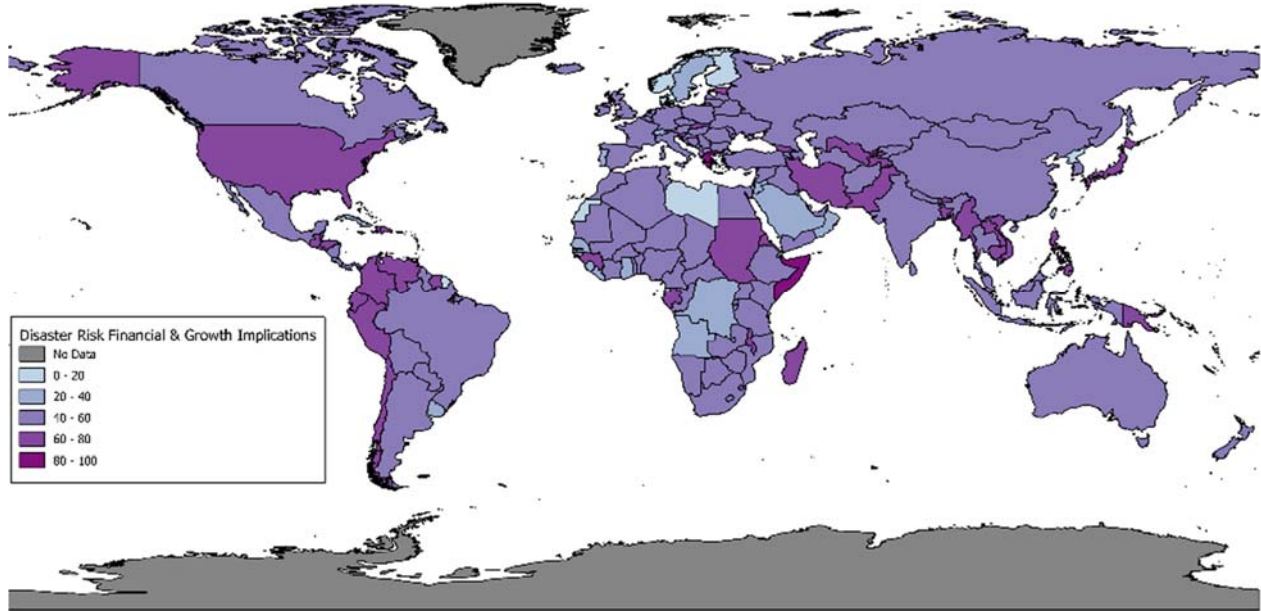 Disaster Risk Financial & Growth Implications
No Data
0 - 20
20 - 40
40 - 60
60 - 80
80 - 100